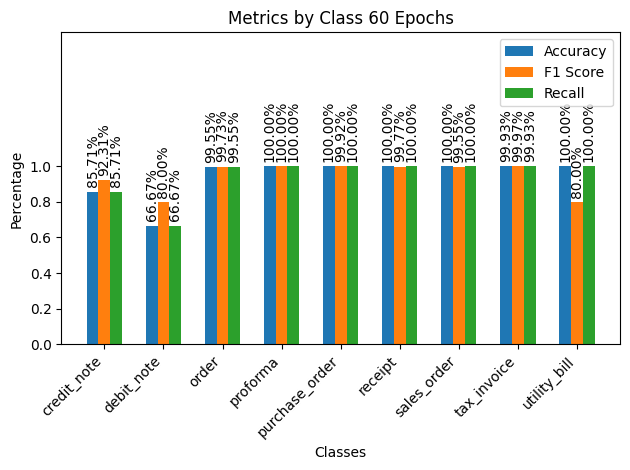 Metrics by Class 60 Epochs
Accuracy
F1 Score
Recall
Percentage
1.0
0.8
0.6
0.4
0.2
0.0
85.71%
92.31%
85.71%
66.67%
80.00%
66.67%
99.55%
99.73%
99.55%
100.00%
100.00%
100.00%
100.00%
99.92%
100.00%
100.00%
99.77%
100.00%
100.00%
99.55%
100.00%
99.93%
99.97%
99.93%
100.00%
80.00%
100.00%
credit_note
debit_note
order
proforma
purchase_order
receipt
sales_order
tax_invoice
utility_bill
Classes